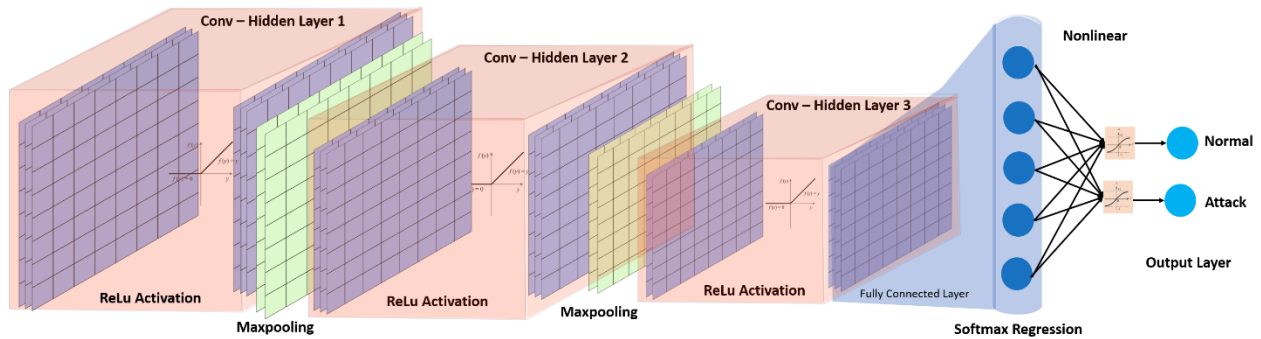 Conv – Hidden Layer 1
Conv – Hidden Layer 2
Conv – Hidden Layer 3
Nonlinear
Normal
Attack
Output Layer
ReLu Activation
ReLu Activation
ReLu Activation
Fully Connected Layer
Maxpooling
Maxpooling
Softmax Regression